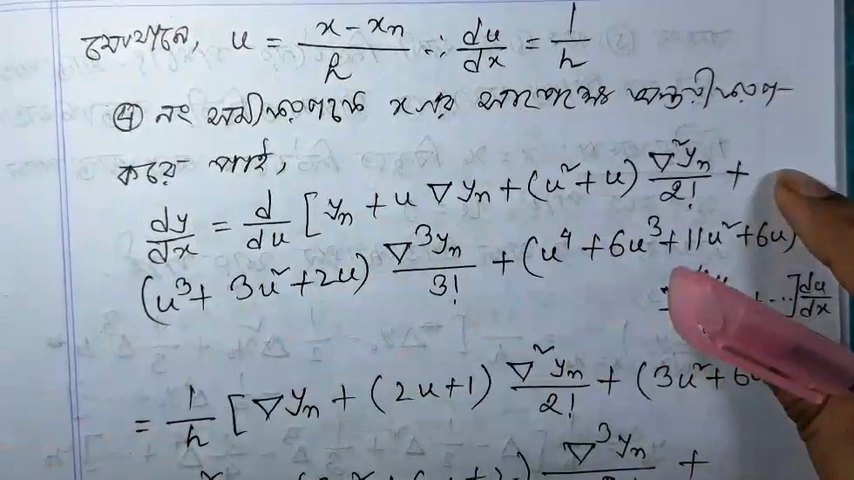 যেখানে, u = (x - xₙ)/h ∴ du/dx = 1/h
④ নং সমীকরণকে x এর সাপেক্ষে অন্তরীকরণ-
করে পাই,
dy/dx = d/du [yₙ + u ∇yₙ + (u² + u) ∇²yₙ/2! +
(u³ + 3u² + 2u) ∇³yₙ/3! + (u⁴ + 6u³ + 11u² + 6u)
+ ...] du/dx
= 1/h [∇yₙ + (2u+1) ∇²yₙ/2! + (3u² + 6u
∇³yₙ +